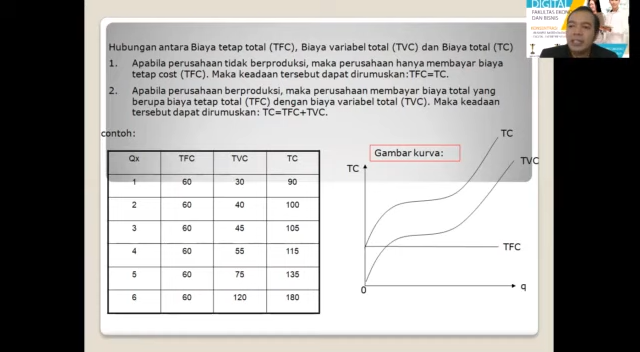 DIGITAL
FAKULTAS EKONOMI
DAN BISNIS
Hubungan antara Biaya tetap total (TFC), Biaya variabel total (TVC) dan Biaya total (TC)
1. Apabila perusahaan tidak berproduksi, maka perusahaan hanya membayar biaya
tetap cost (TFC). Maka keadaan tersebut dapat dirumuskan:TFC=TC.
2. Apabila perusahaan berproduksi, maka perusahaan membayar biaya total yang
berupa biaya tetap total (TFC) dengan biaya variabel total (TVC). Maka keadaan
tersebut dapat dirumuskan: TC=TFC+TVC.
contoh:
Qx TFC TVC TC
1 60 30 90
2 60 40 100
3 60 45 105
4 60 55 115
5 60 75 135
6 60 120 180
Gambar kurva:
TC
TC
TVC
TFC
0
q